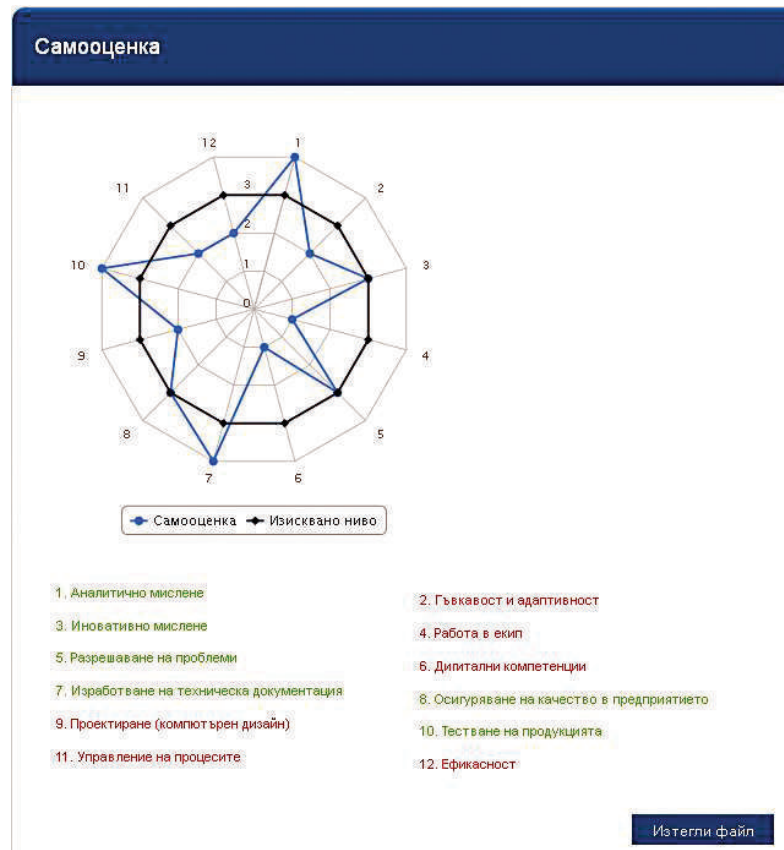 Самооценка
12 1
11 2
3
2
10 3
1
0
9 4
8 5
7 6
Самооценка Изисквано ниво
1. Аналитично мислене
2. Гъвкавост и адаптивност
3. Иновативно мислене
4. Работа в екип
5. Разрешаване на проблеми
6. Дигитални компетенции
7. Изработване на техническа документация
8. Осигуряване на качество в предприятието
9. Проектиране (компютърен дизайн)
10. Тестване на продукцията
11. Управление на процесите
12. Ефикасност
Изтегли файл